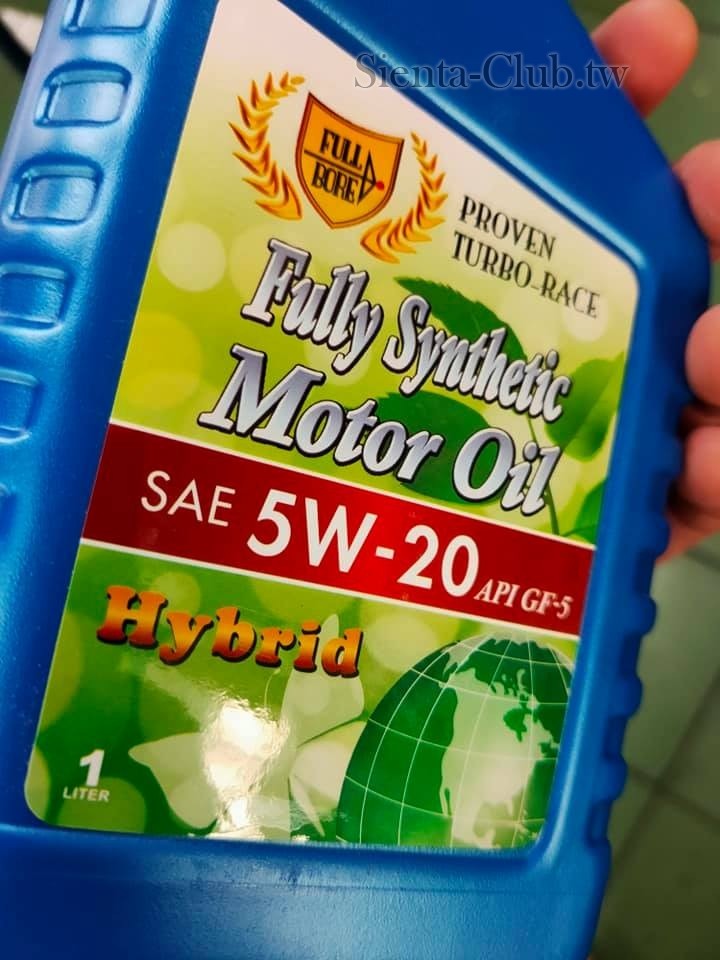 Sienta-Club.tw
FULL
BORE
PROVEN
TURBO-RACE
Fully Synthetic
Motor Oil
SAE 5W-20 API GF-5
Hybrid
1
LITER